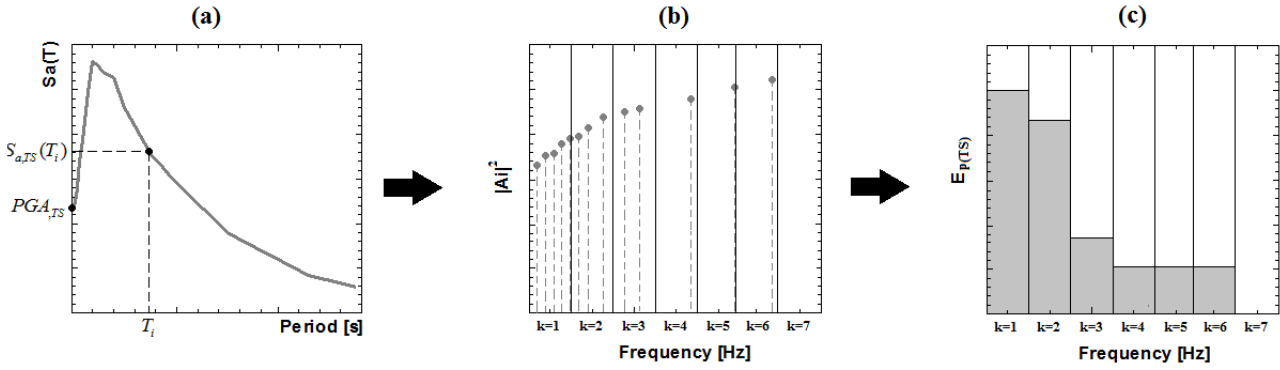 (a)
Sa(T)
S_{a,TS}(T_i)
PGA_{,TS}
T_i
Period [s]
(b)
|Ai|^2
k=1 k=2 k=3 k=4 k=5 k=6 k=7
Frequency [Hz]
(c)
E_{p(TS)}
k=1 k=2 k=3 k=4 k=5 k=6 k=7
Frequency [Hz]